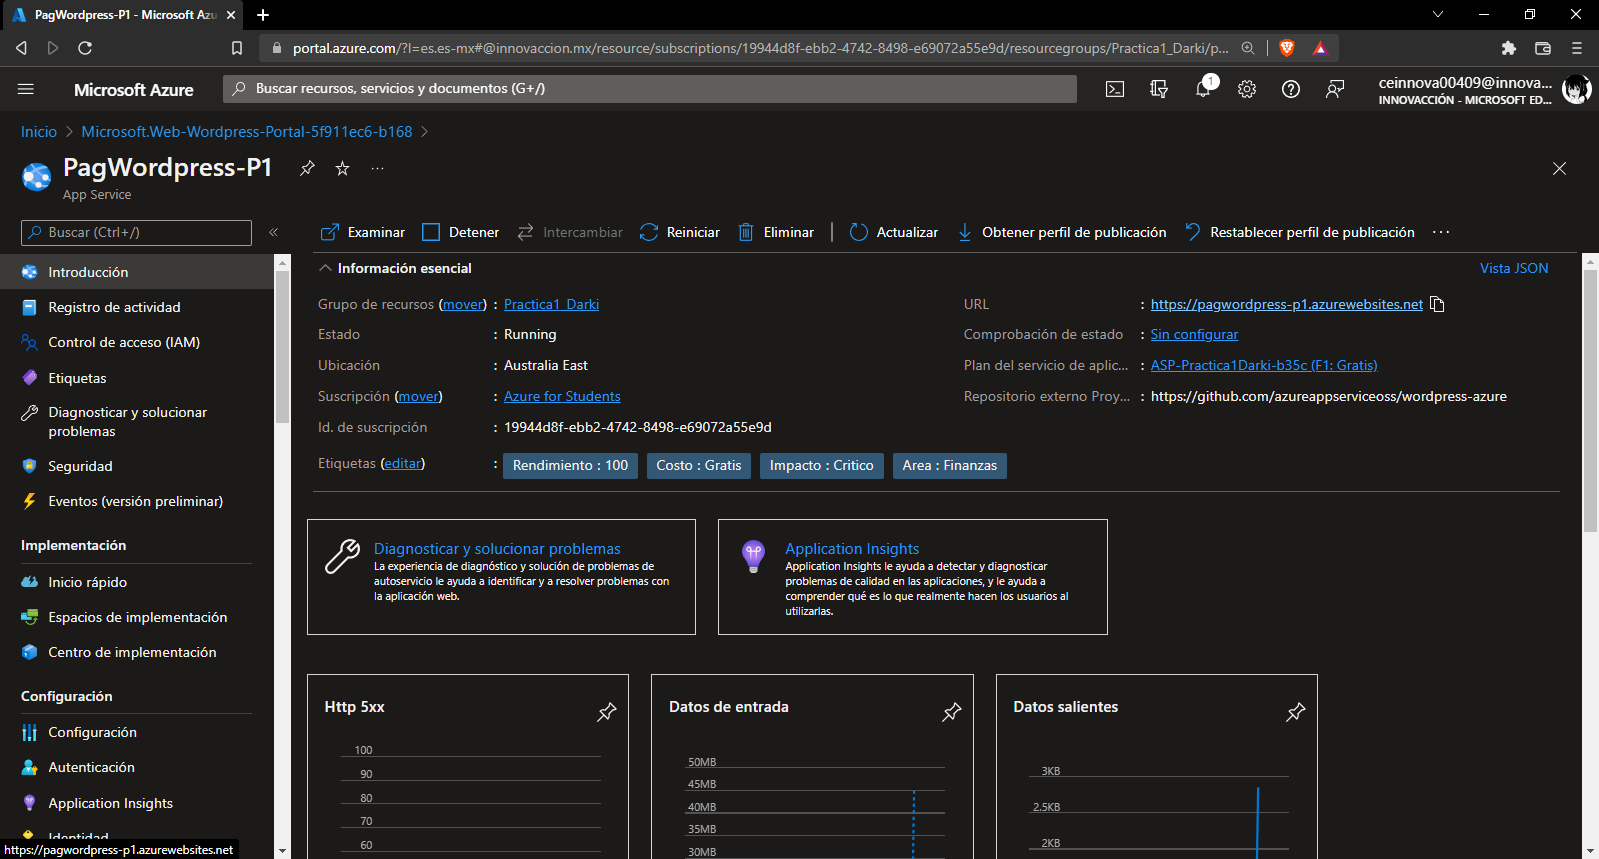 PagWordpress-P1 - Microsoft Azu
portal.azure.com/?l=es.es-mx#@innovaccion.mx/resource/subscriptions/19944d8f-ebb2-4742-8498-e69072a55e9d/resourcegroups/Practica1_Darki/p...
Microsoft Azure
Buscar recursos, servicios y documentos (G+/)
1
ceinnova00409@innova...
INNOVACCIÓN - MICROSOFT ED...
Inicio > Microsoft.Web-Wordpress-Portal-5f911ec6-b168 >
PagWordpress-P1
App Service
Buscar (Ctrl+/)
«
Introducción
Registro de actividad
Control de acceso (IAM)
Etiquetas
Diagnosticar y solucionar
problemas
Seguridad
Eventos (versión preliminar)
Implementación
Inicio rápido
Espacios de implementación
Centro de implementación
Configuración
Configuración
Autenticación
Application Insights
Identidad
https://pagwordpress-p1.azurewebsites.net
Examinar Detener Intercambiar Reiniciar Eliminar | Actualizar Obtener perfil de publicación Restablecer perfil de publicación ...
Información esencial
Vista JSON
Grupo de recursos (mover) : Practica1_Darki
Estado : Running
Ubicación : Australia East
Suscripción (mover) : Azure for Students
Id. de suscripción : 19944d8f-ebb2-4742-8498-e69072a55e9d
URL : https://pagwordpress-p1.azurewebsites.net
Comprobación de estado : Sin configurar
Plan del servicio de aplic... : ASP-Practica1Darki-b35c (F1: Gratis)
Repositorio externo Proy... : https://github.com/azureappserviceoss/wordpress-azure
Etiquetas (editar) : Rendimiento : 100 Costo : Gratis Impacto : Critico Area : Finanzas
Diagnosticar y solucionar problemas
La experiencia de diagnóstico y solución de problemas de
autoservicio le ayuda a identificar y a resolver problemas con
la aplicación web.
Application Insights
Application Insights le ayuda a detectar y diagnosticar
problemas de calidad en las aplicaciones, y le ayuda a
comprender qué es lo que realmente hacen los usuarios al
utilizarlas.
Http 5xx
100
90
80
70
60
Datos de entrada
50MB
45MB
40MB
35MB
30MB
Datos salientes
3KB
2.5KB
2KB